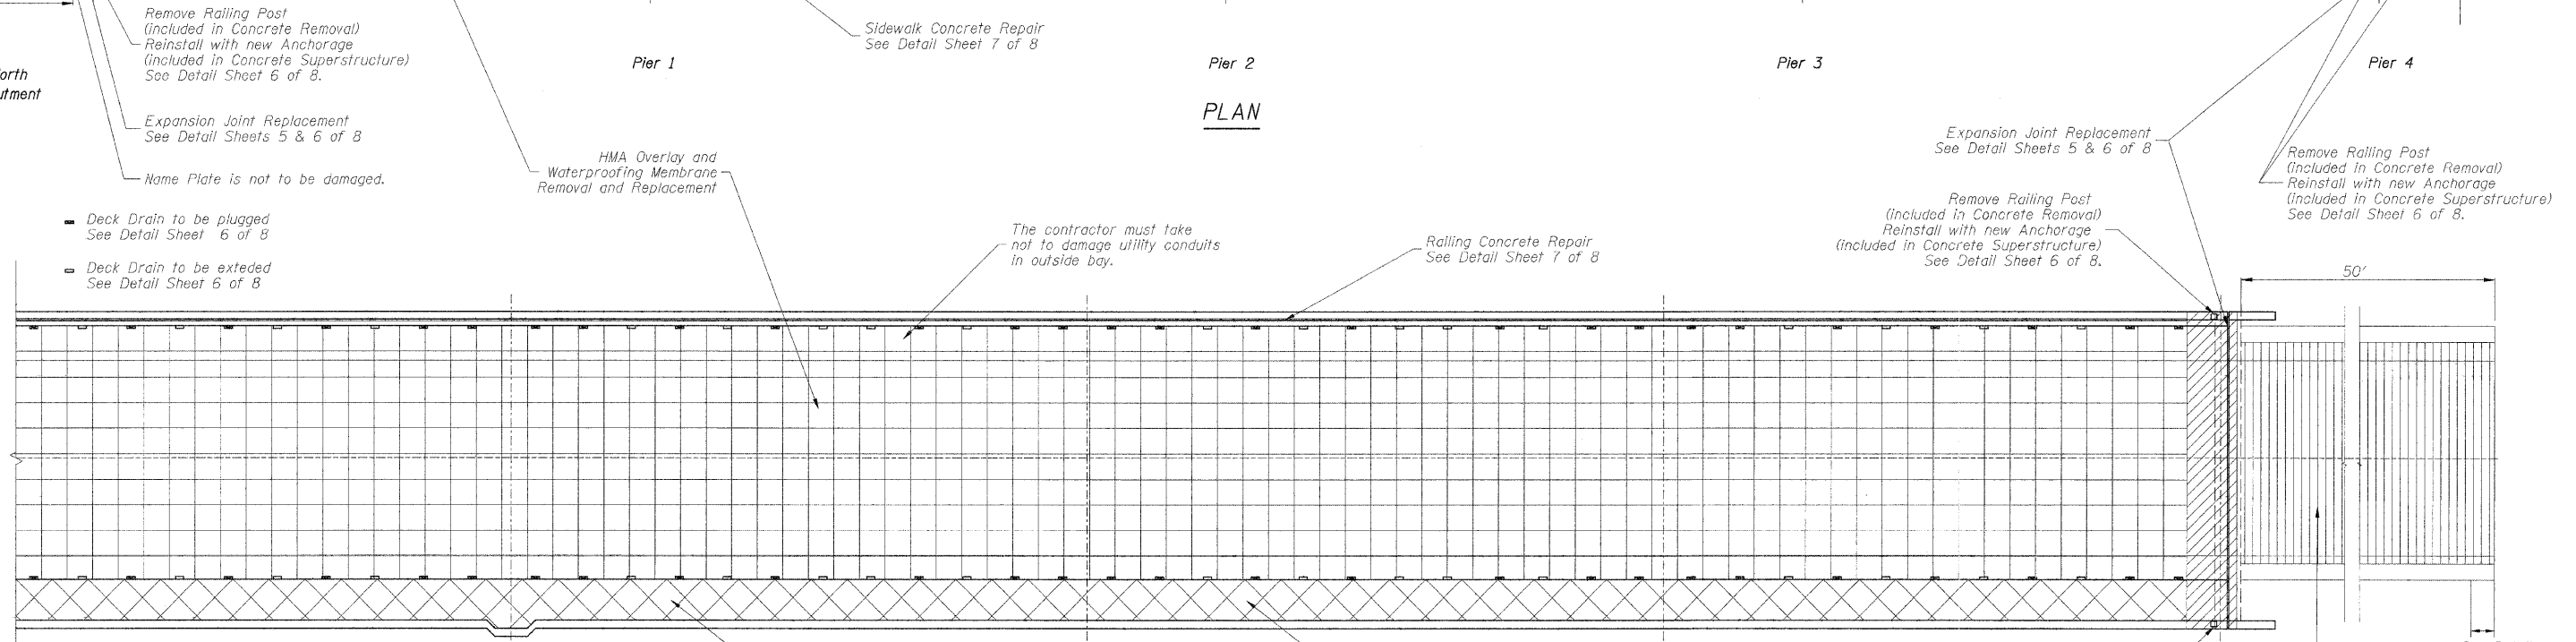 Remove Railing Post
(included in Concrete Removal)
Reinstall with new Anchorage
(included in Concrete Superstructure)
See Detail Sheet 6 of 8.
orth
utment
Expansion Joint Replacement
See Detail Sheets 5 & 6 of 8
Name Plate is not to be damaged.
Deck Drain to be plugged
See Detail Sheet 6 of 8
Deck Drain to be exteded
See Detail Sheet 6 of 8
Sidewalk Concrete Repair
See Detail Sheet 7 of 8
Pier 1
Pier 2
Pier 3
Pier 4
PLAN
HMA Overlay and
Waterproofing Membrane
Removal and Replacement
The contractor must take
not to damage utility conduits
in outside bay.
Railing Concrete Repair
See Detail Sheet 7 of 8
Expansion Joint Replacement
See Detail Sheets 5 & 6 of 8
Remove Railing Post
(included in Concrete Removal)
Reinstall with new Anchorage
(included in Concrete Superstructure)
See Detail Sheet 6 of 8.
Remove Railing Post
(included in Concrete Removal)
Reinstall with new Anchorage
(included in Concrete Superstructure)
See Detail Sheet 6 of 8.
50'